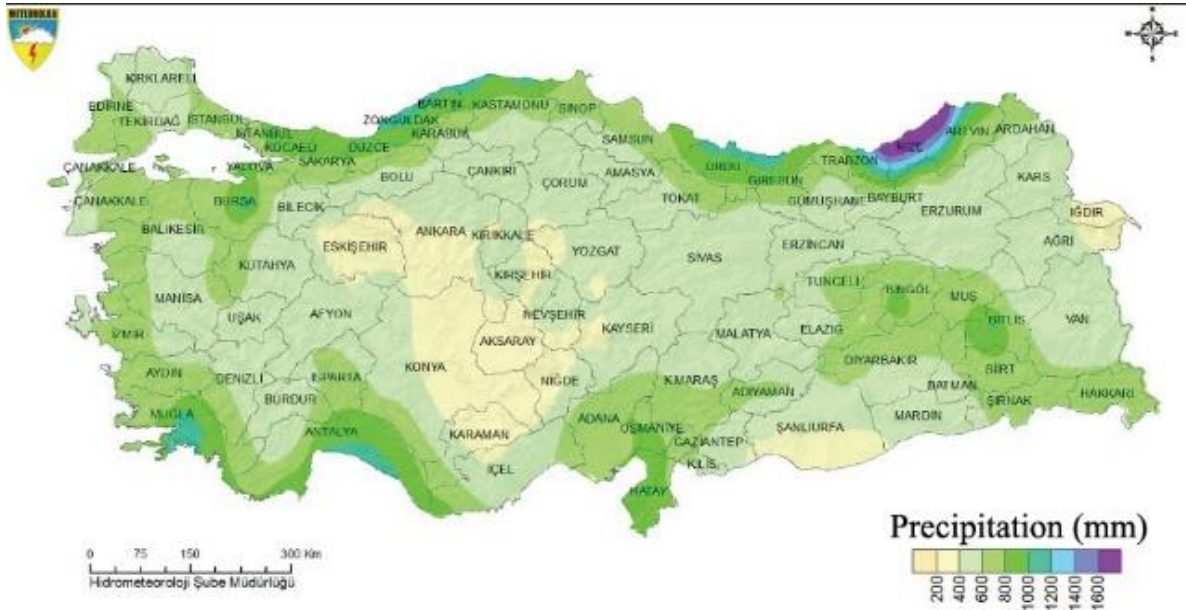 METEOROLOJİ
KIRKLARELİ
EDİRNE
TEKİRDAĞ
İSTANBUL
İSTANBUL
KOCAELİ
YALOVA
SAKARYA
DÜZCE
ZONGULDAK
BARTIN
KARABÜK
KASTAMONU
SİNOP
SAMSUN
ORDU
GİRESUN
TRABZON
RİZE
ARTVİN
ARDAHAN
ÇANAKKALE
ÇANAKKALE
BURSA
BİLECİK
BOLU
ÇANKIRI
ÇORUM
AMASYA
TOKAT
GÜMÜŞHANE
BAYBURT
ERZURUM
KARS
IĞDIR
BALIKESİR
KÜTAHYA
ESKİŞEHİR
ANKARA
KIRIKKALE
YOZGAT
SİVAS
ERZİNCAN
AĞRI
MANİSA
UŞAK
AFYON
KIRŞEHİR
NEVŞEHİR
KAYSERİ
MALATYA
ELAZIĞ
TUNCELİ
BİNGÖL
MUŞ
BİTLİS
VAN
İZMİR
AYDIN
DENİZLİ
BURDUR
ISPARTA
KONYA
AKSARAY
NİĞDE
K.MARAŞ
ADIYAMAN
DİYARBAKIR
BATMAN
SİİRT
ŞIRNAK
HAKKARİ
MUĞLA
ANTALYA
KARAMAN
İÇEL
ADANA
OSMANİYE
GAZİANTEP
KİLİS
HATAY
ŞANLIURFA
MARDİN
0 75 150 300 Km
Hidrometeoroloji Şube Müdürlüğü
Precipitation (mm)
200 400 600 800 1000 1200 1400 1600